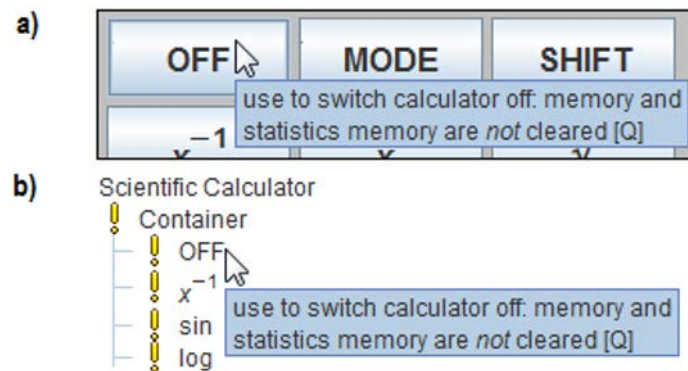 a)
OFF MODE SHIFT
use to switch calculator off: memory and
statistics memory are not cleared [Q]
x⁻¹
b)
Scientific Calculator
Container
OFF
x⁻¹
use to switch calculator off: memory and
statistics memory are not cleared [Q]
sin
log